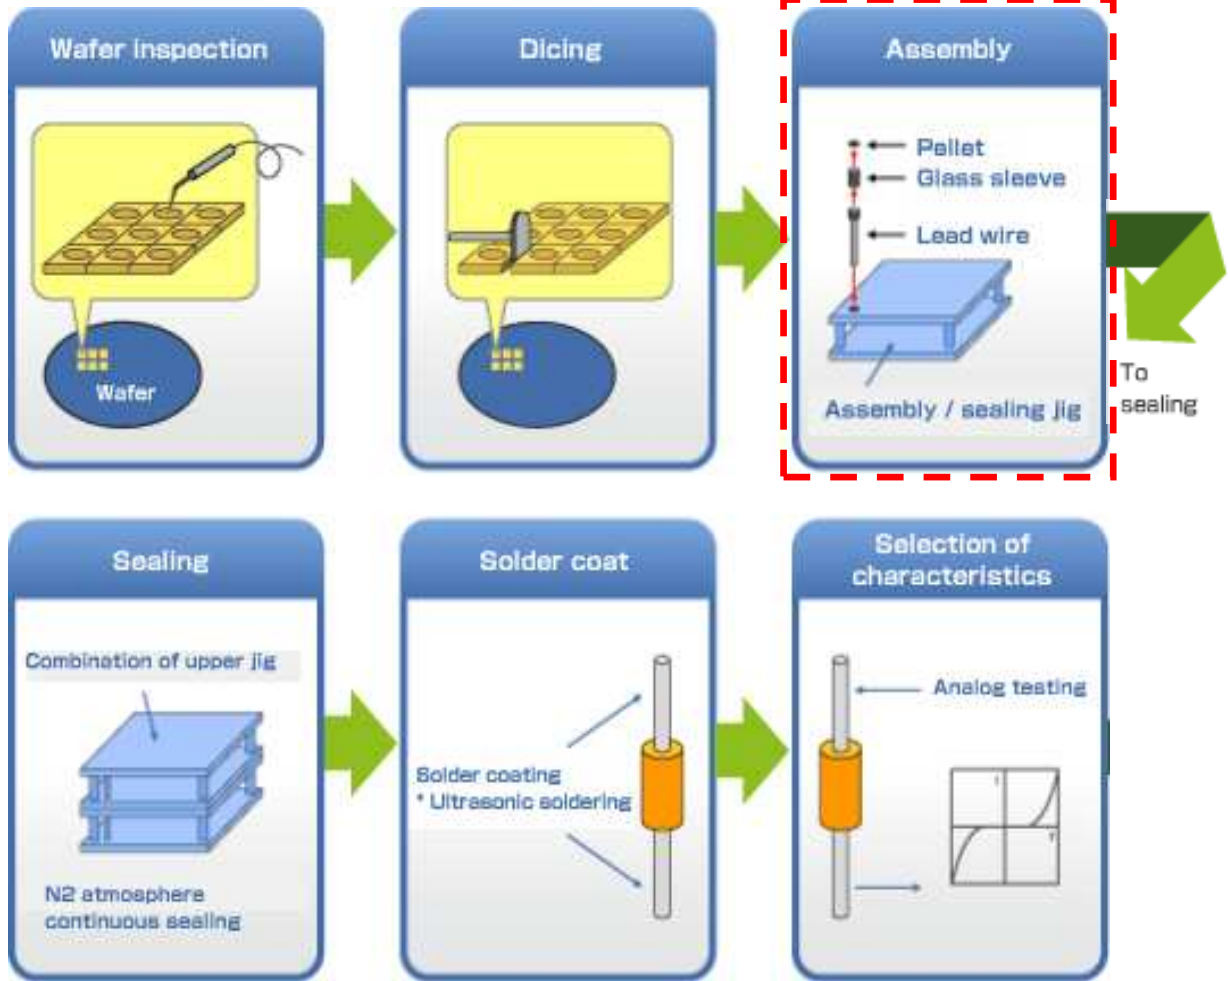 Wafer inspection
Wafer
Dicing
Assembly
Pellet
Glass sleeve
Lead wire
Assembly / sealing jig
To
sealing
Sealing
Combination of upper jig
N2 atmosphere
continuous sealing
Solder coat
Solder coating
* Ultrasonic soldering
Selection of
characteristics
Analog testing
I